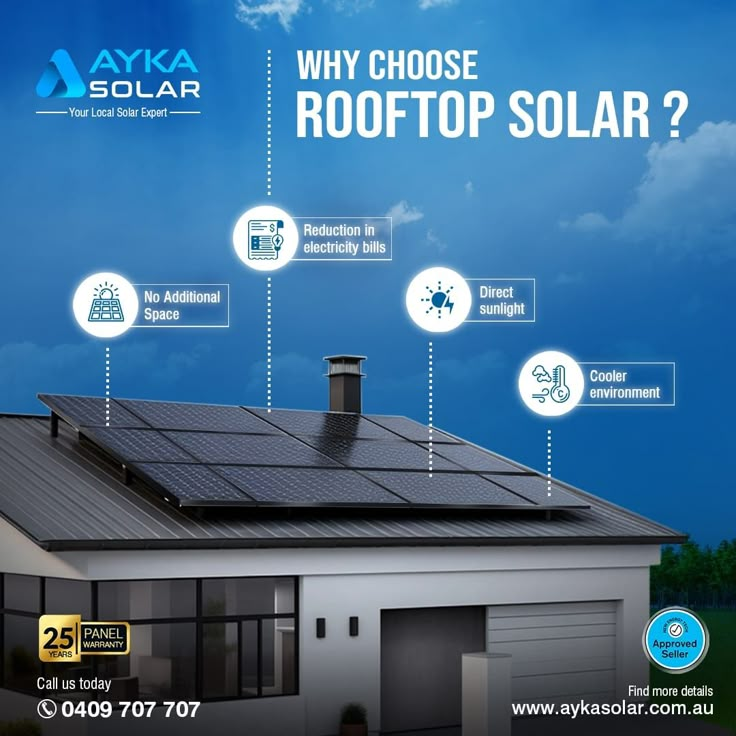 AYKA
SOLAR
Your Local Solar Expert
WHY CHOOSE
ROOFTOP SOLAR ?
Reduction in
electricity bills
No Additional
Space
Direct
sunlight
Cooler
environment
25
YEARS
PANEL
WARRANTY
Call us today
0409 707 707
Approved
Seller
Find more details
www.aykasolar.com.au